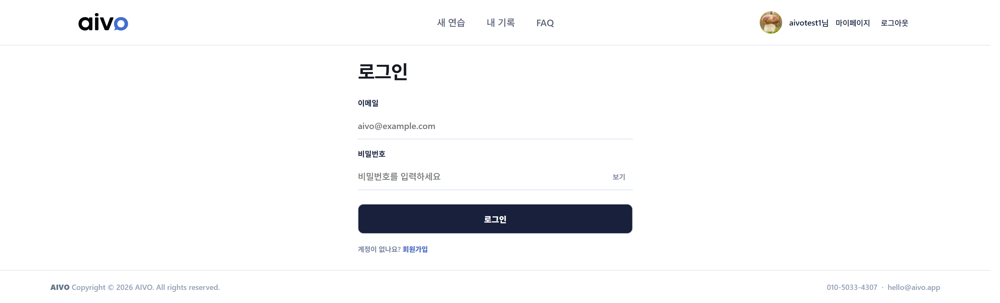 aivo
새 연습 내 기록 FAQ
aivotest1님 마이페이지 로그아웃
로그인
이메일
aivo@example.com
비밀번호
비밀번호를 입력하세요 보기
로그인
계정이 없나요? 회원가입
AIVO Copyright © 2026 AIVO. All rights reserved.
010-5033-4307 · hello@aivo.app